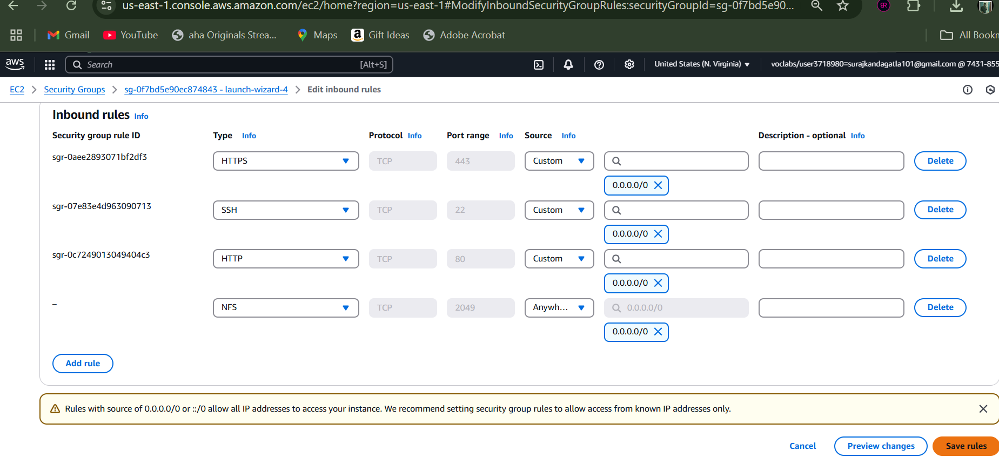 us-east-1.console.aws.amazon.com/ec2/home?region=us-east-1#ModifyInboundSecurityGroupRules:securityGroupId=sg-0f7bd5e90...
Gmail YouTube aha Originals Strea... Maps Gift Ideas Adobe Acrobat All Bookm
aws Search [Alt+S] United States (N. Virginia) voclabs/user3718980=surajkandagatla101@gmail.com @ 7431-855
EC2 Security Groups sg-0f7bd5e90ec874843 - launch-wizard-4 Edit inbound rules
Inbound rules Info
Security group rule ID Type Info Protocol Info Port range Info Source Info Description - optional Info
sgr-0aee2893071bf2df3 HTTPS TCP 443 Custom Delete
0.0.0.0/0
sgr-07e83e4d963090713 SSH TCP 22 Custom Delete
0.0.0.0/0
sgr-0c7249013049404c3 HTTP TCP 80 Custom Delete
0.0.0.0/0
– NFS TCP 2049 Anywh... 0.0.0.0/0 Delete
0.0.0.0/0
Add rule
Rules with source of 0.0.0.0/0 or ::/0 allow all IP addresses to access your instance. We recommend setting security group rules to allow access from known IP addresses only.
Cancel Preview changes Save rules